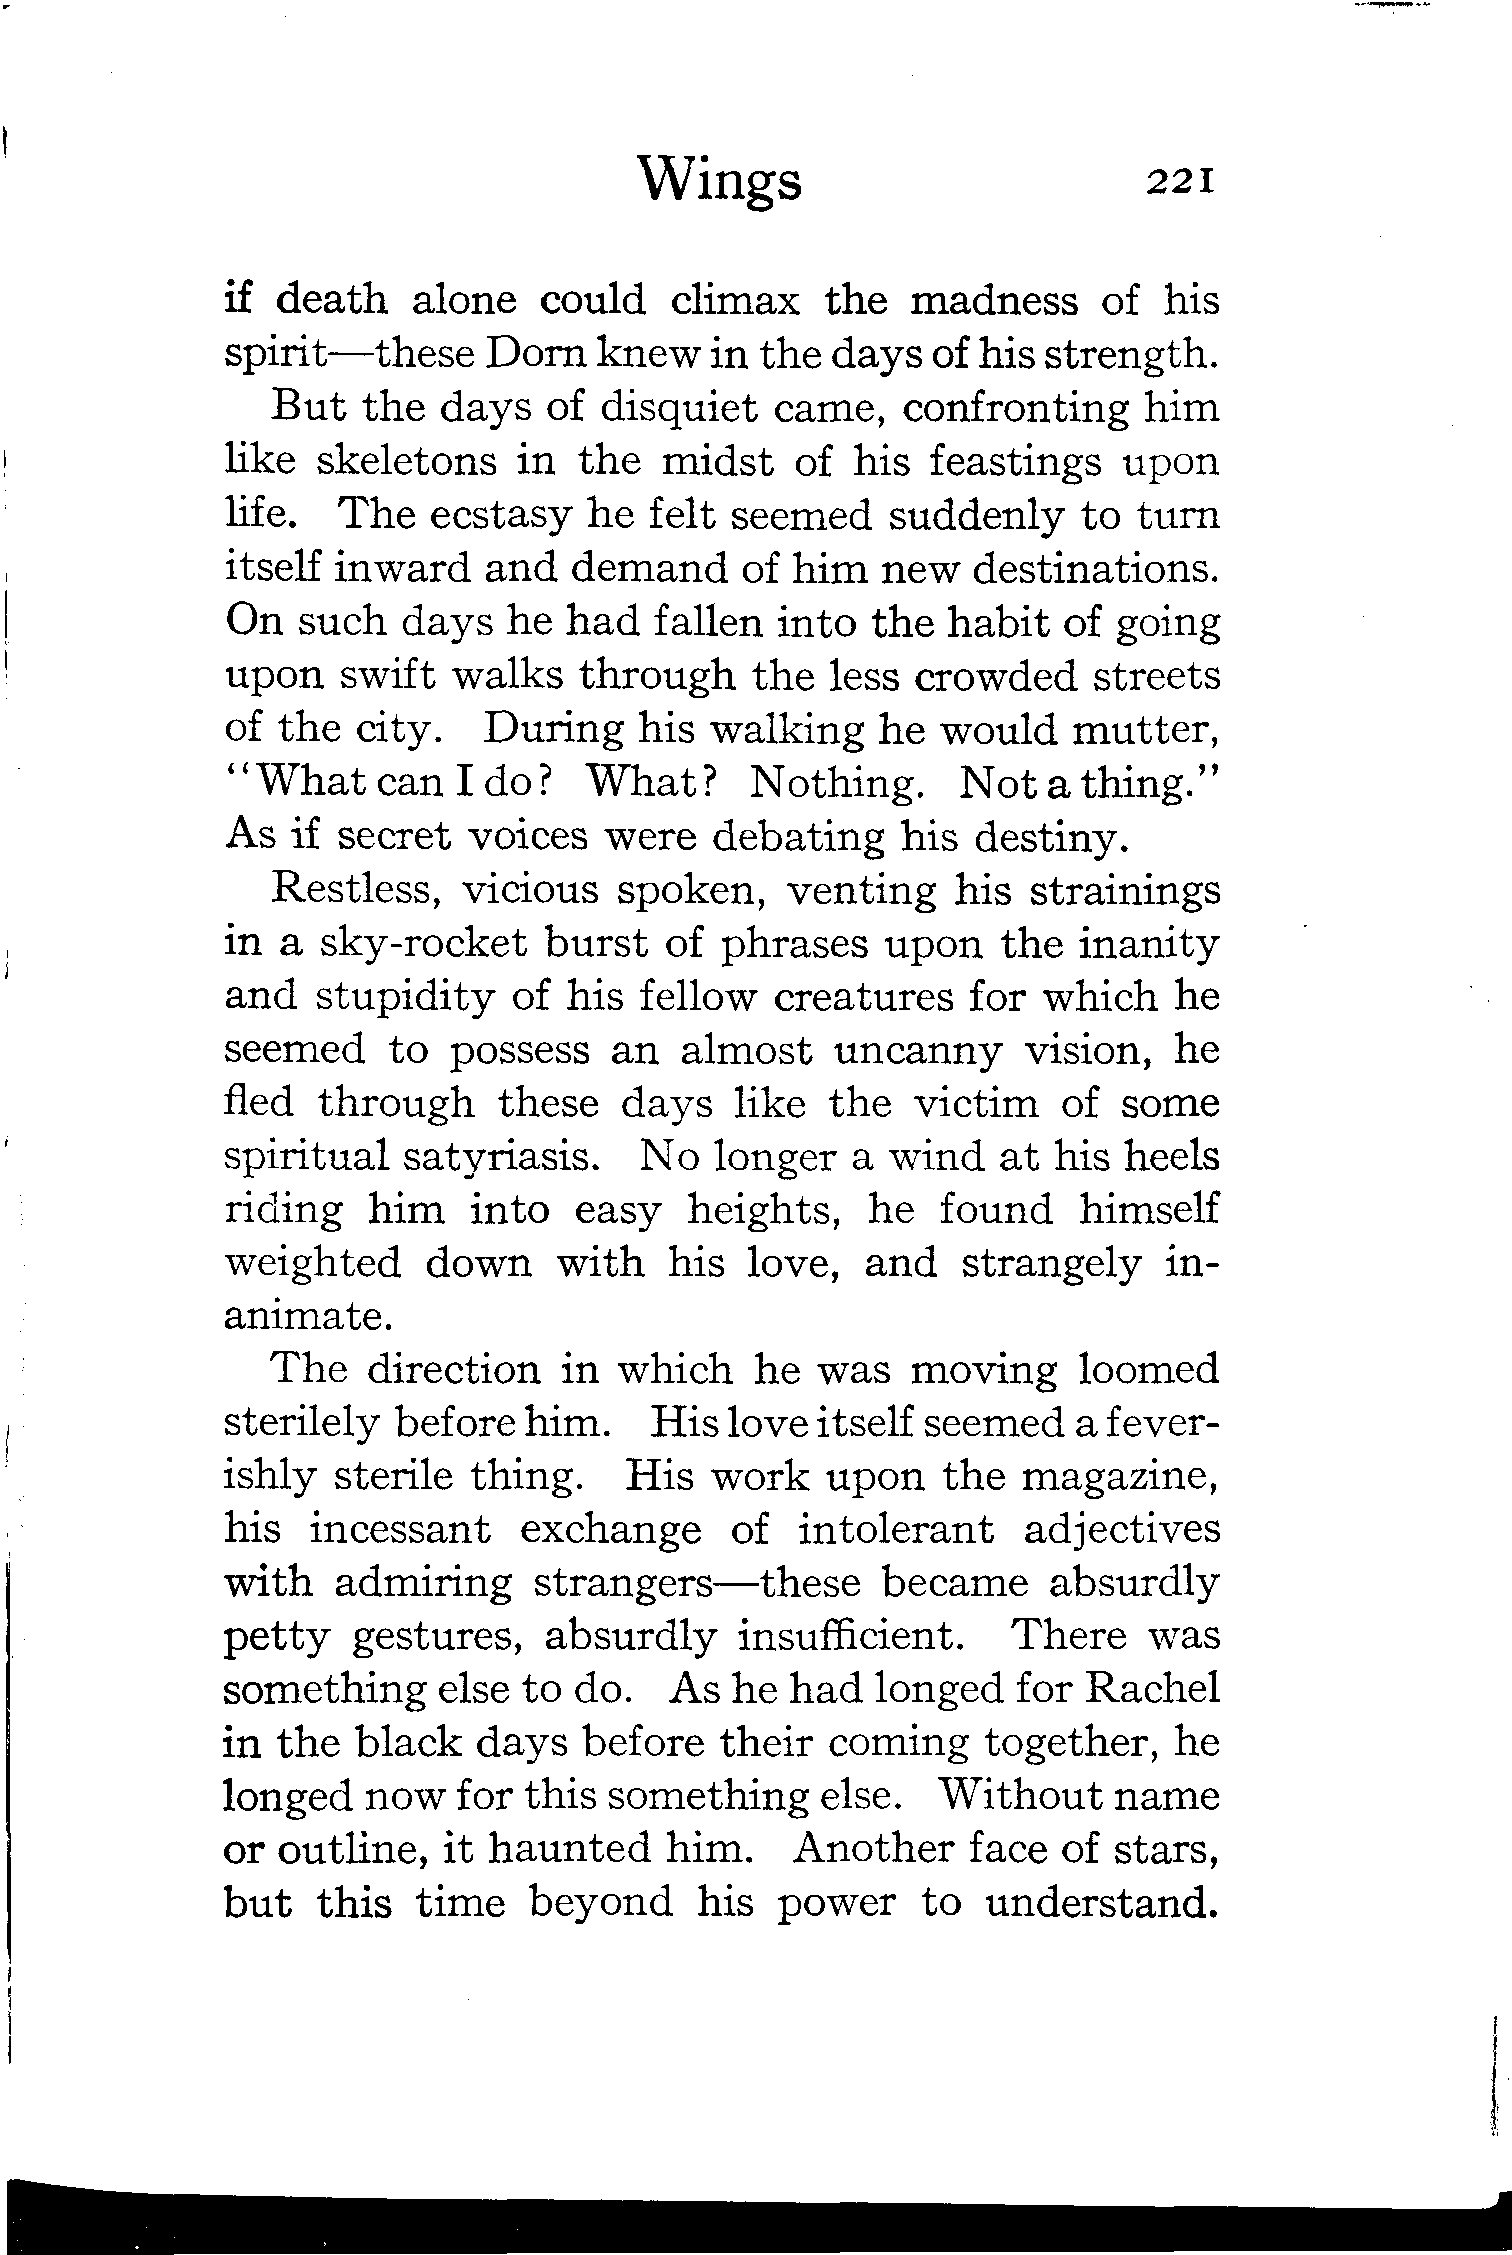 Wings 221
if death alone could climax the madness of his
spirit—these Dorn knew in the days of his strength.
But the days of disquiet came, confronting him
like skeletons in the midst of his feastings upon
life. The ecstasy he felt seemed suddenly to turn
itself inward and demand of him new destinations.
On such days he had fallen into the habit of going
upon swift walks through the less crowded streets
of the city. During his walking he would mutter,
“What can I do? What? Nothing. Not a thing.”
As if secret voices were debating his destiny.
Restless, vicious spoken, venting his strainings
in a sky-rocket burst of phrases upon the inanity
and stupidity of his fellow creatures for which he
seemed to possess an almost uncanny vision, he
fled through these days like the victim of some
spiritual satyriasis. No longer a wind at his heels
riding him into easy heights, he found himself
weighted down with his love, and strangely in-
animate.
The direction in which he was moving loomed
sterilely before him. His love itself seemed a fever-
ishly sterile thing. His work upon the magazine,
his incessant exchange of intolerant adjectives
with admiring strangers—these became absurdly
petty gestures, absurdly insufficient. There was
something else to do. As he had longed for Rachel
in the black days before their coming together, he
longed now for this something else. Without name
or outline, it haunted him. Another face of stars,
but this time beyond his power to understand.